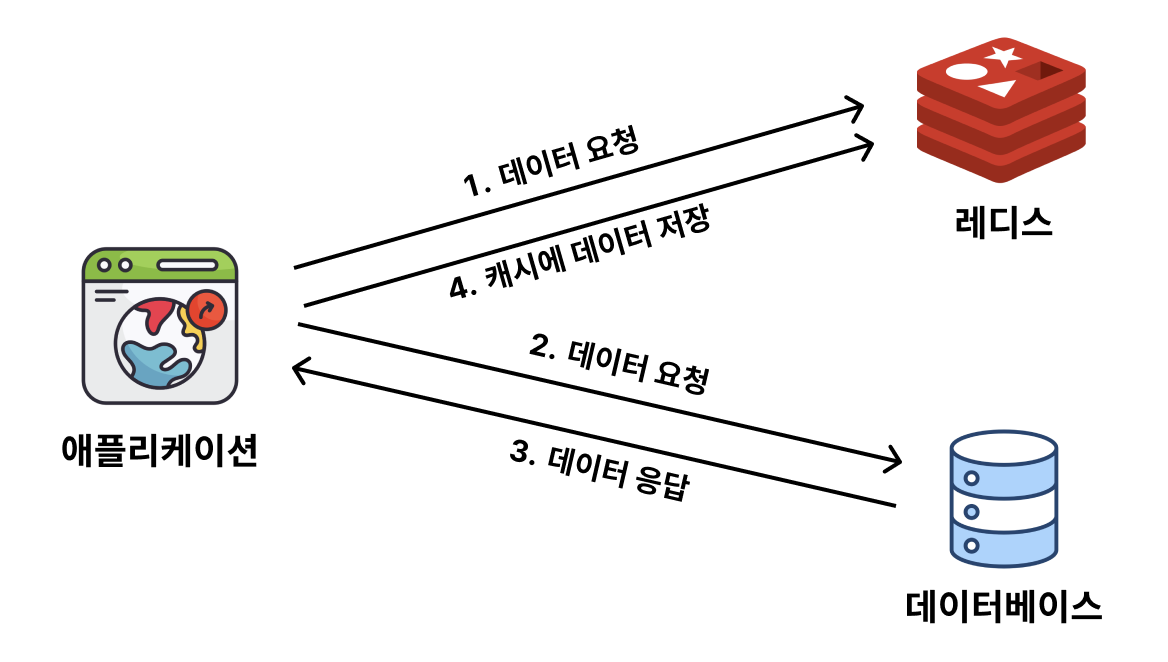 1. 데이터 요청
4. 캐시에 데이터 저장
레디스
2. 데이터 요청
3. 데이터 응답
애플리케이션
데이터베이스